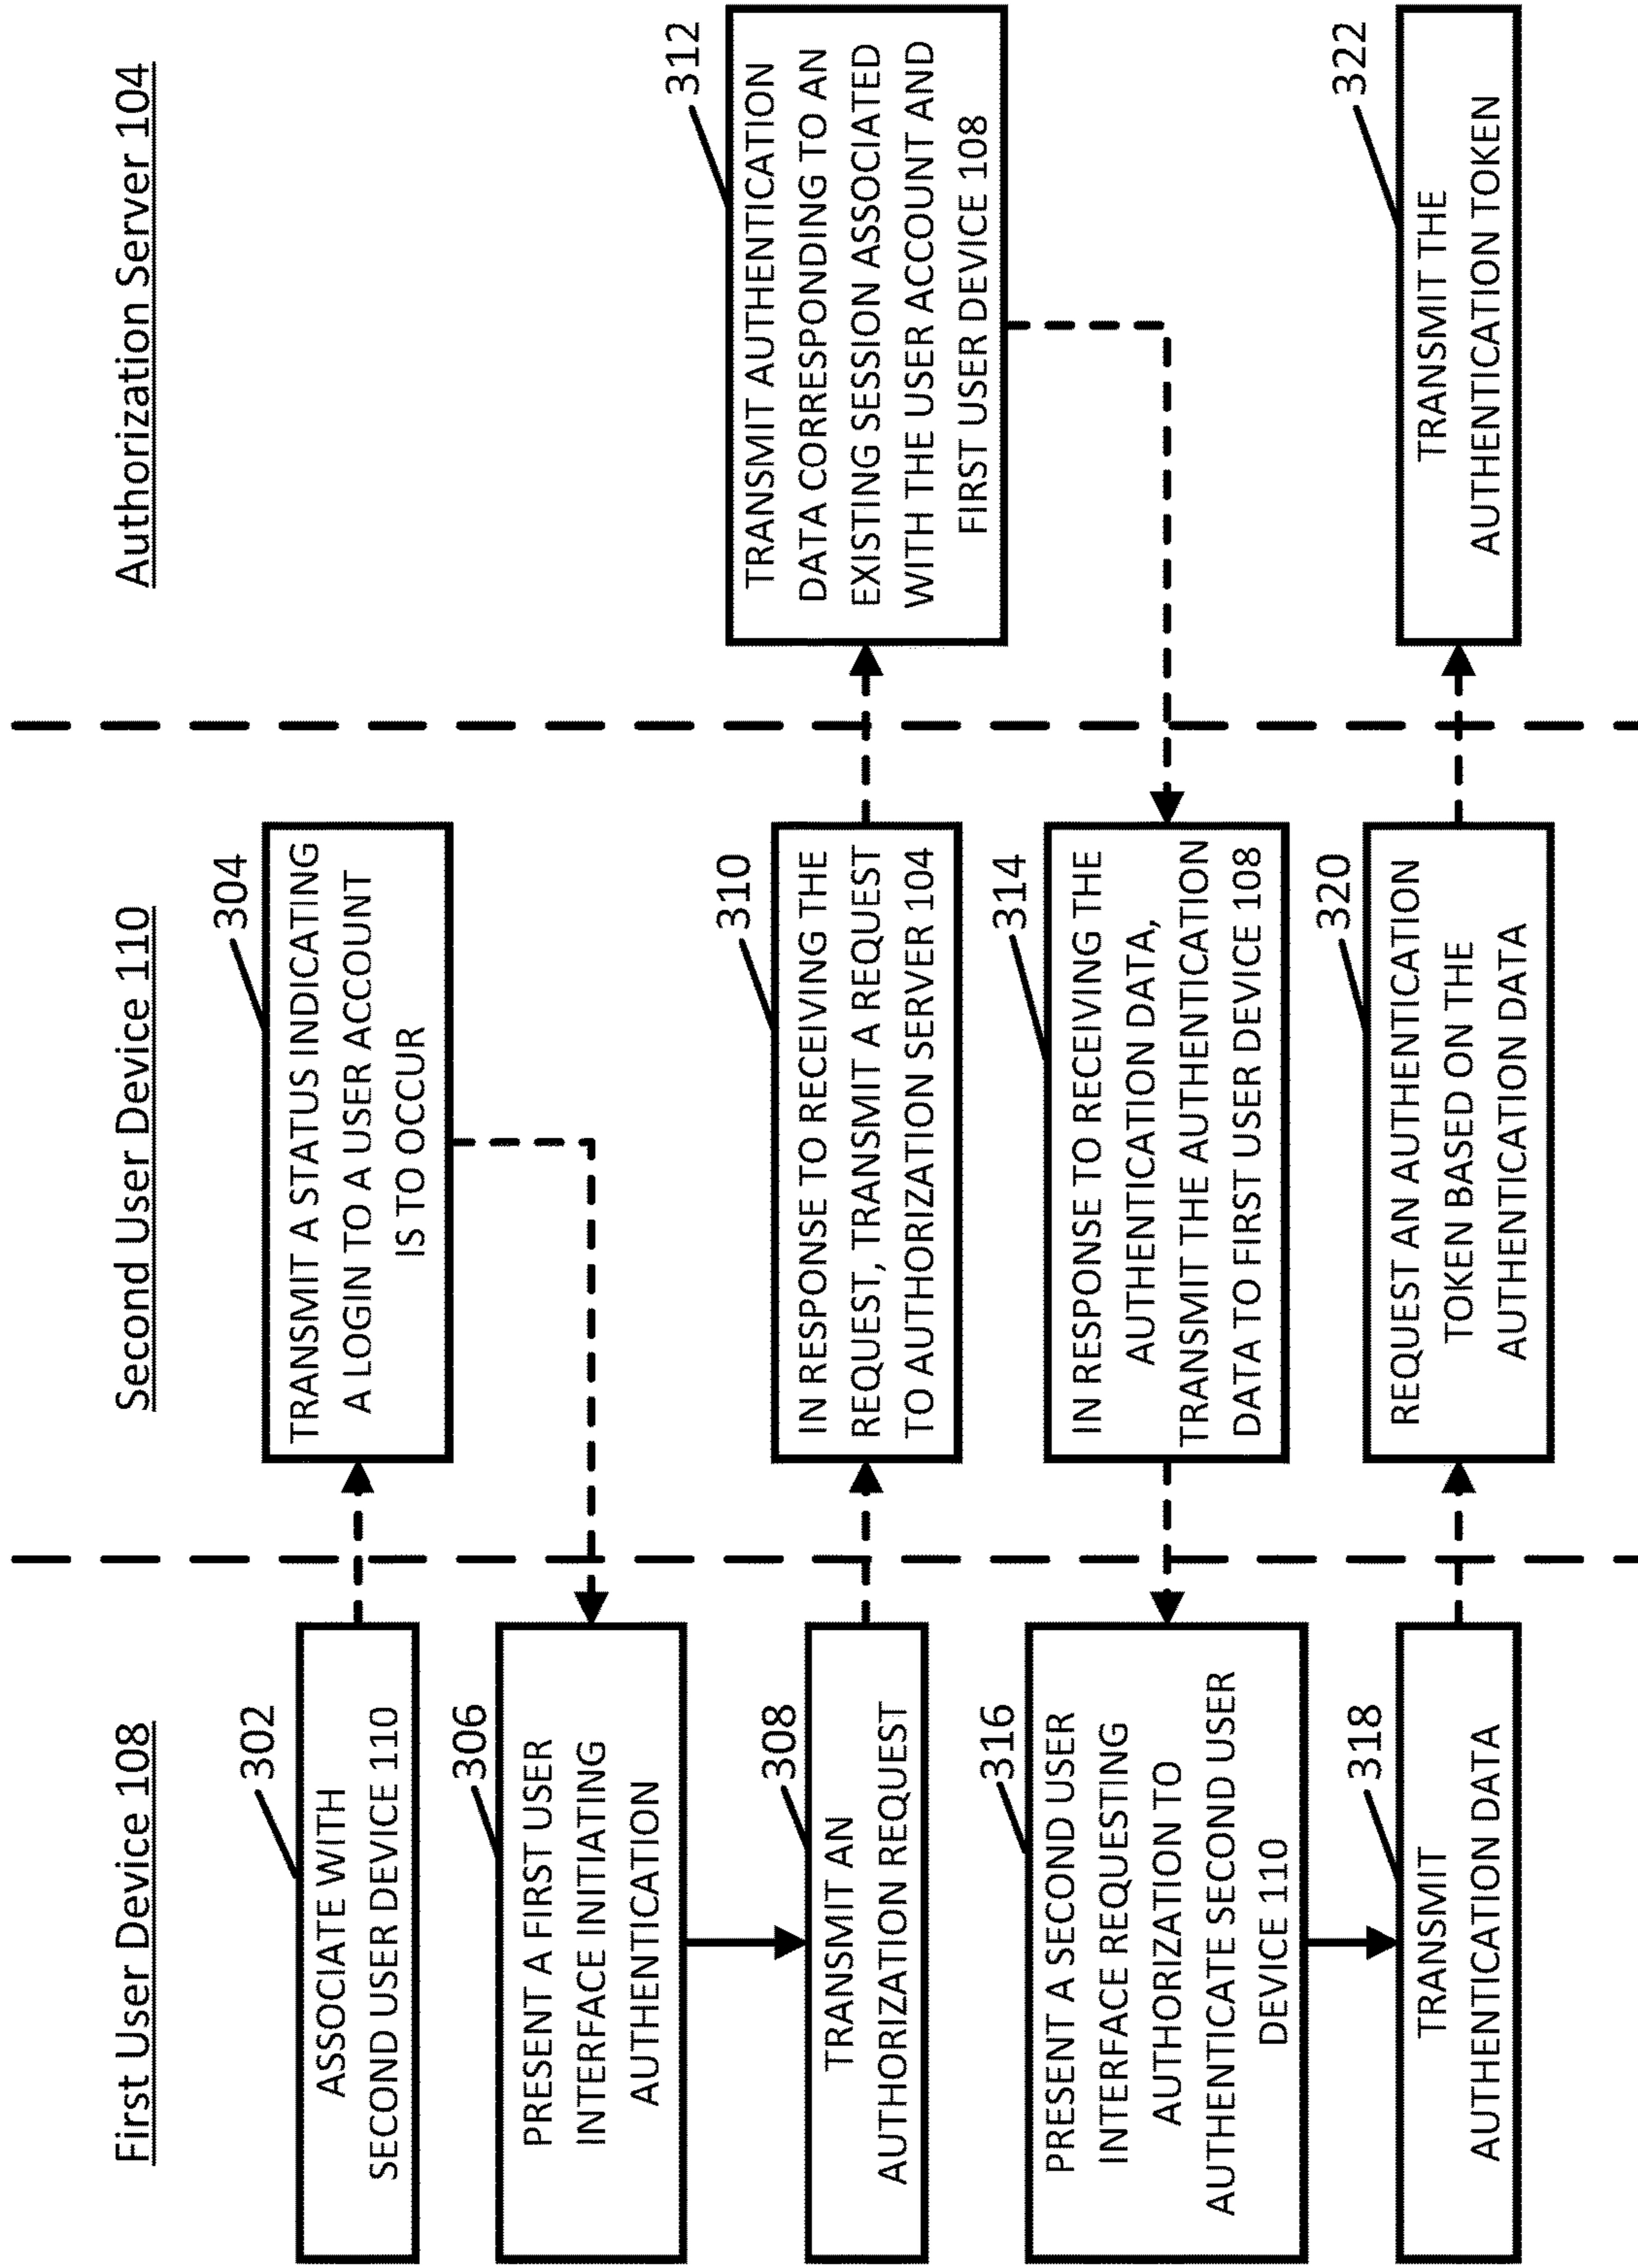 First User Device 108
Second User Device 110
Authorization Server 104
302
ASSOCIATE WITH
SECOND USER DEVICE 110
304
TRANSMIT A STATUS INDICATING
A LOGIN TO A USER ACCOUNT
IS TO OCCUR
306
PRESENT A FIRST USER
INTERFACE INITIATING
AUTHENTICATION
308
TRANSMIT AN
AUTHORIZATION REQUEST
310
IN RESPONSE TO RECEIVING THE
REQUEST, TRANSMIT A REQUEST
TO AUTHORIZATION SERVER 104
312
TRANSMIT AUTHENTICATION
DATA CORRESPONDING TO AN
EXISTING SESSION ASSOCIATED
WITH THE USER ACCOUNT AND
FIRST USER DEVICE 108
314
IN RESPONSE TO RECEIVING THE
AUTHENTICATION DATA,
TRANSMIT THE AUTHENTICATION
DATA TO FIRST USER DEVICE 108
316
PRESENT A SECOND USER
INTERFACE REQUESTING
AUTHORIZATION TO
AUTHENTICATE SECOND USER
DEVICE 110
318
TRANSMIT
AUTHENTICATION DATA
320
REQUEST AN AUTHENTICATION
TOKEN BASED ON THE
AUTHENTICATION DATA
322
TRANSMIT THE
AUTHENTICATION TOKEN